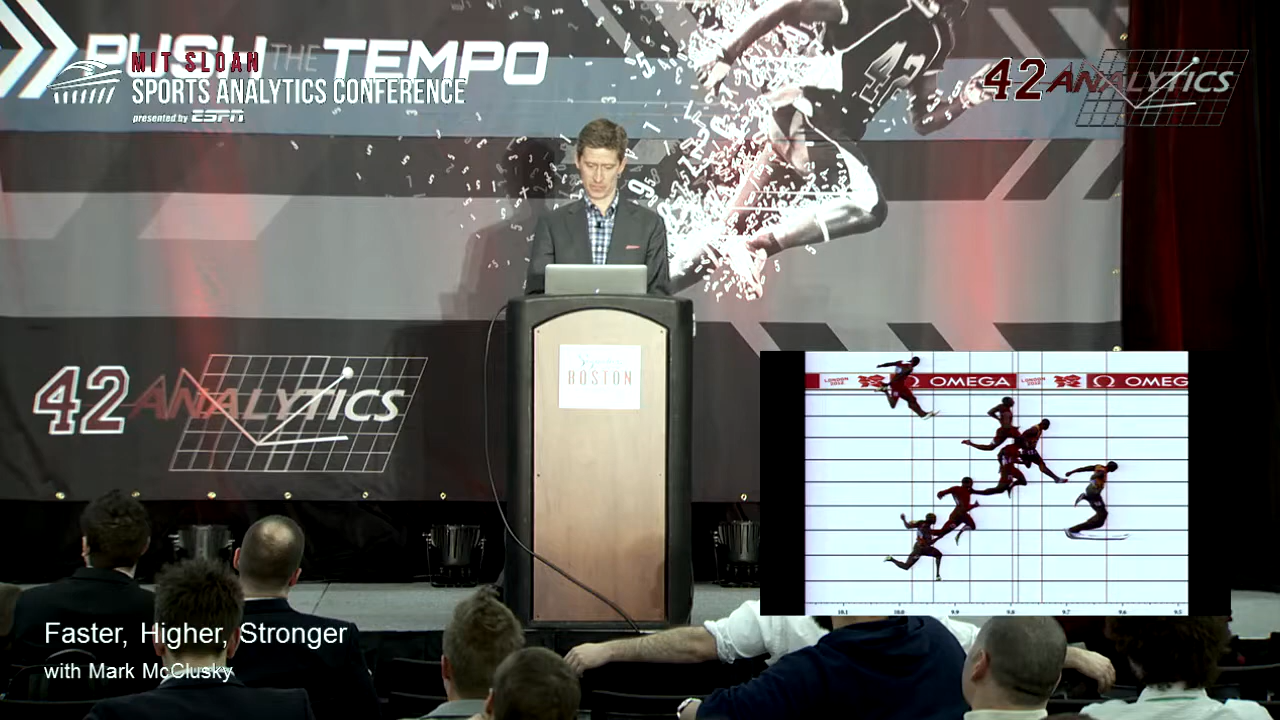 PUSH THE TEMPO
MIT SLOAN
SPORTS ANALYTICS CONFERENCE
presented by ESPN
42 ANALYTICS
42
42 ANALYTICS
BOSTON
LONDON 2012
OMEGA
LONDON 2012
OMEG
10.1 10.0 9.9 9.8 9.7 9.6 9.5
Faster, Higher, Stronger
with Mark McClusky